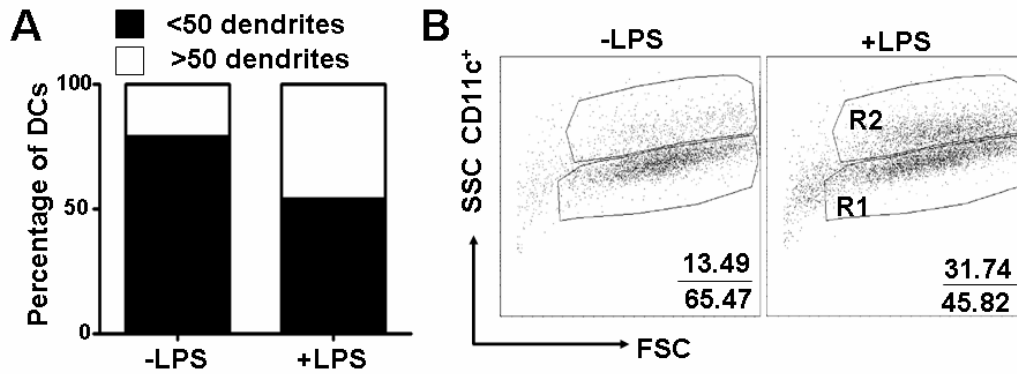 A
<50 dendrites
>50 dendrites
Percentage of DCs
100
50
0
-LPS
+LPS
B
-LPS
+LPS
SSC CD11c⁺
R2
R1
13.49
65.47
31.74
45.82
FSC